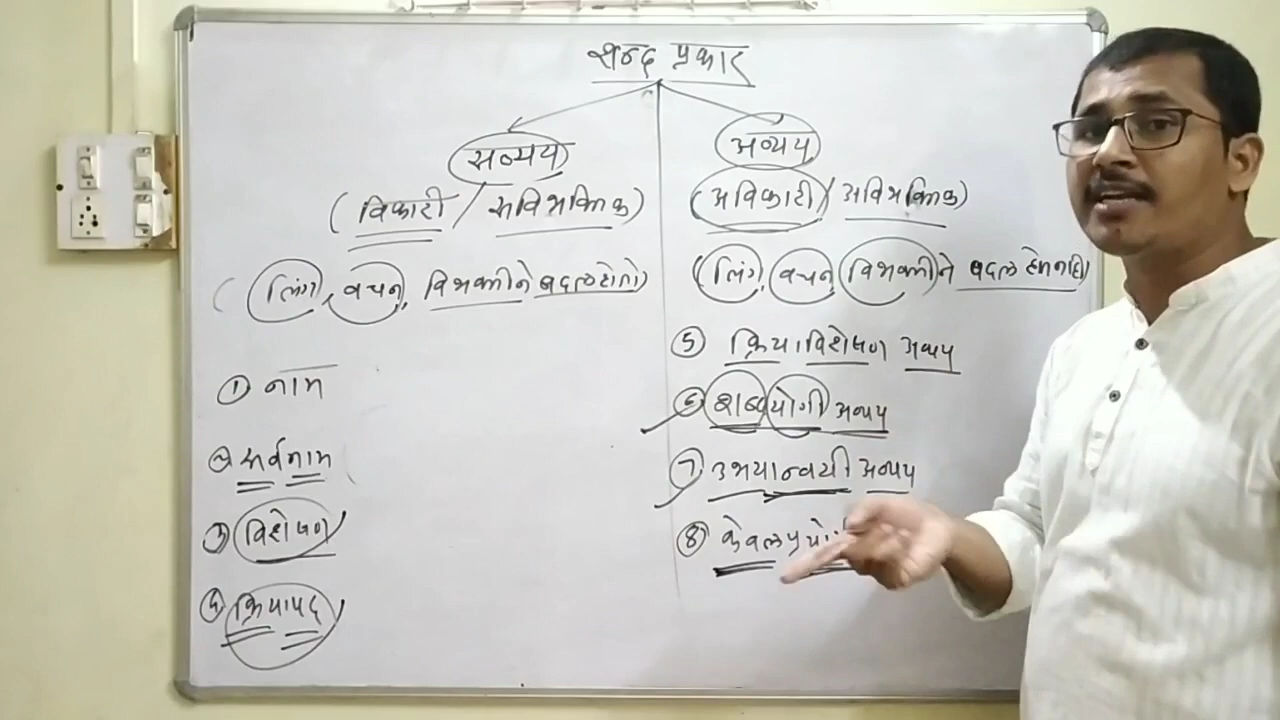 शब्द प्रकार
सव्यय
(विकारी / सविभक्तिक)
(लिंग, वचन, विभक्तीने बदल होतो)
① नाम
② सर्वनाम
③ विशेषण
④ क्रियापद
अव्यय
(अविकारी / अविभक्तिक)
(लिंग, वचन, विभक्तीने बदल होत नाही)
⑤ क्रियाविशेषण अव्यय
⑥ शब्दयोगी अव्यय
⑦ उभयान्वयी अव्यय
⑧ केवलप्रयो